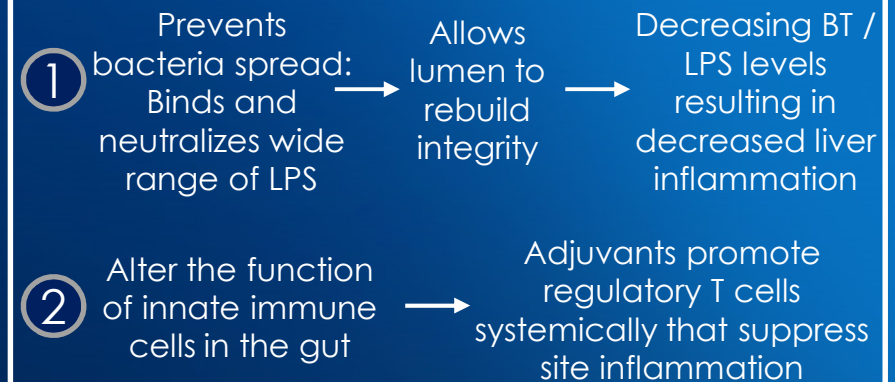 1
Prevents
bacteria spread:
Binds and
neutralizes wide
range of LPS
Allows
lumen to
rebuild
integrity
Decreasing BT /
LPS levels
resulting in
decreased liver
inflammation
2
Alter the function
of innate immune
cells in the gut
Adjuvants promote
regulatory T cells
systemically that suppress
site inflammation